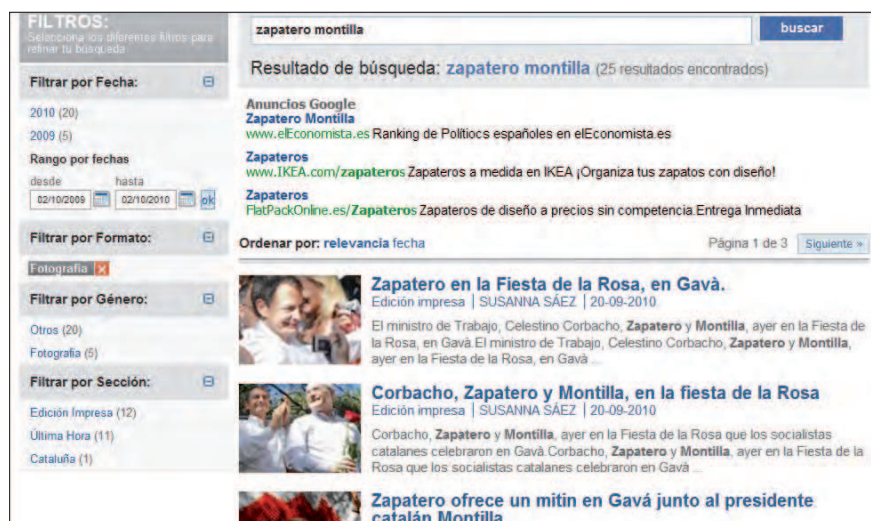 FILTROS:
Selecciona los diferentes filtros para
refinar tu búsqueda
Filtrar por Fecha:
2010 (20)
2009 (5)
Rango por fechas
desde hasta
02/10/2009 02/10/2010 ok
Filtrar por Formato:
Fotografía X
Filtrar por Género:
Otros (20)
Fotografía (5)
Filtrar por Sección:
Edición Impresa (12)
Última Hora (11)
Cataluña (1)
zapatero montilla buscar
Resultado de búsqueda: zapatero montilla (25 resultados encontrados)
Anuncios Google
Zapatero Montilla
www.elEconomista.es Ranking de Politiocs españoles en elEconomista.es
Zapateros
www.IKEA.com/zapateros Zapateros a medida en IKEA ¡Organiza tus zapatos con diseño!
Zapateros
FlatPackOnline.es/Zapateros Zapateros de diseño a precios sin competencia.Entrega Inmediata
Ordenar por: relevancia fecha Página 1 de 3 Siguiente »
Zapatero en la Fiesta de la Rosa, en Gavà.
Edición impresa | SUSANNA SÁEZ | 20-09-2010
El ministro de Trabajo, Celestino Corbacho, Zapatero y Montilla, ayer en la Fiesta de
la Rosa, en Gavà.El ministro de Trabajo, Celestino Corbacho, Zapatero y Montilla,
ayer en la Fiesta de la Rosa, en Gavà ...
Corbacho, Zapatero y Montilla, en la fiesta de la Rosa
Edición impresa | SUSANNA SÁEZ | 20-09-2010
Corbacho, Zapatero y Montilla, ayer en la Fiesta de la Rosa que los socialistas
catalanes celebraron en Gavà.Corbacho, Zapatero y Montilla, ayer en la Fiesta de la
Rosa que los socialistas catalanes celebraron en Gavà ...
Zapatero ofrece un mitin en Gavá junto al presidente
catalán Montilla